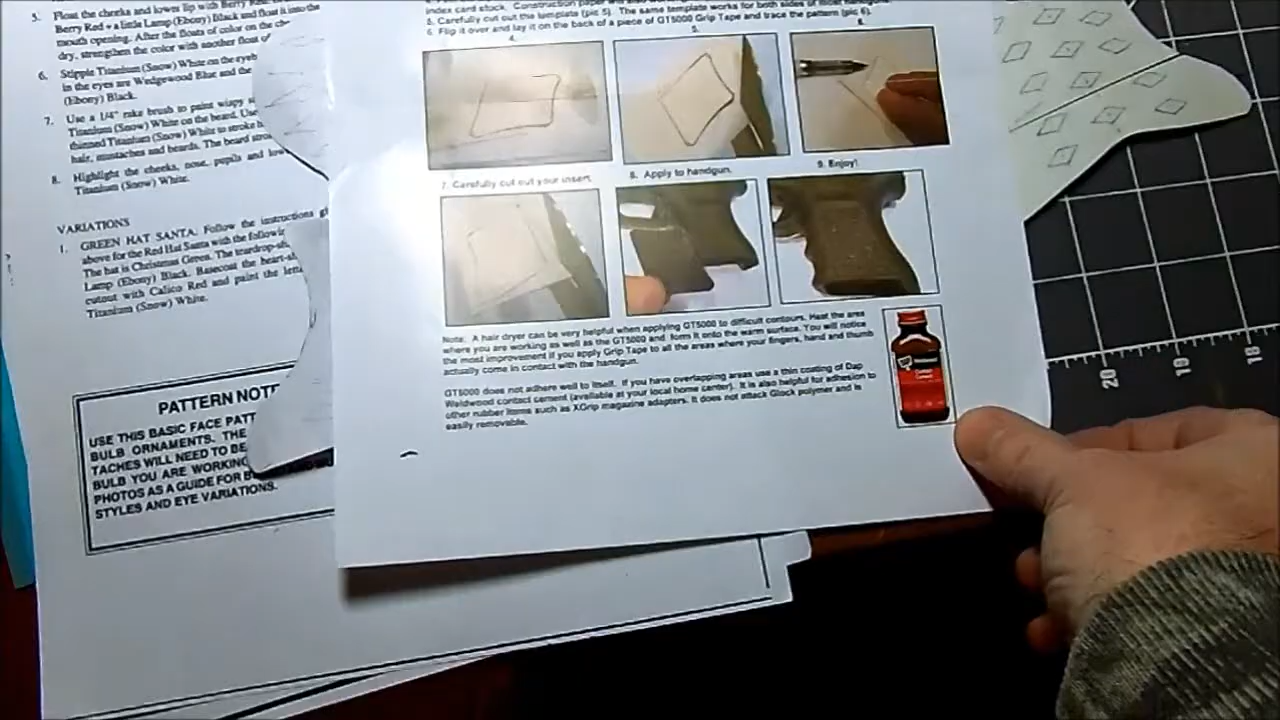 5. Float the cheeks and lower lip with Berry
Berry Red + a little Lamp (Ebony) Black and float it into the
mouth opening. After the floats of color on the
dry, strengthen the color with another float of
6. Stipple Titanium (Snow) White on the
in the eyes are Wedgewood Blue and the
(Ebony) Black.
7. Use a 1/4" rake brush to paint wispy
Titanium (Snow) White on the beard. Use
thinned Titanium (Snow) White to stroke
hair, mustaches and beards. The beard
8. Highlight the cheeks, nose, pupils and
Titanium (Snow) White.
VARIATIONS
1. GREEN HAT SANTA: Follow the instructions
above for the Red Hat Santa with the
The hat is Christmas Green. The
Lamp (Ebony) Black. Basecoat the
cutout with Calico Red and paint the
Titanium (Snow) White.
PATTERN
USE THIS BASIC FACE
BULB ORNAMENTS. THE
TACHES WILL NEED TO BE
BULB YOU ARE WORKING
PHOTOS AS A GUIDE FOR
STYLES AND EYE VARIATIONS.
index card stock. Construction paper
5. Carefully cut out the template (pic 5). The same template works for both sides of most
6. Flip it over and lay it on the back of a piece of GT5000 Grip Tape and trace the pattern (pic 6).
4. 5. 6.
7. Carefully cut out your insert. 8. Apply to handgun. 9. Enjoy!
Note: A hair dryer can be very helpful when applying GT5000 to difficult contours. Heat the area
where you are working as well as the GT5000 and form it onto the warm surface. You will notice
the most improvement if you apply Grip Tape to all the areas where your fingers, hand and thumb
actually come in contact with the handgun.
GT5000 does not adhere well to itself. If you have overlapping areas use a thin coating of Dap
Weldwood contact cement (available at your local home center). It is also helpful for adhesion to
other rubber items such as XGrip magazine adapters. It does not attack Glock polymer and is
easily removable.
20 19 18